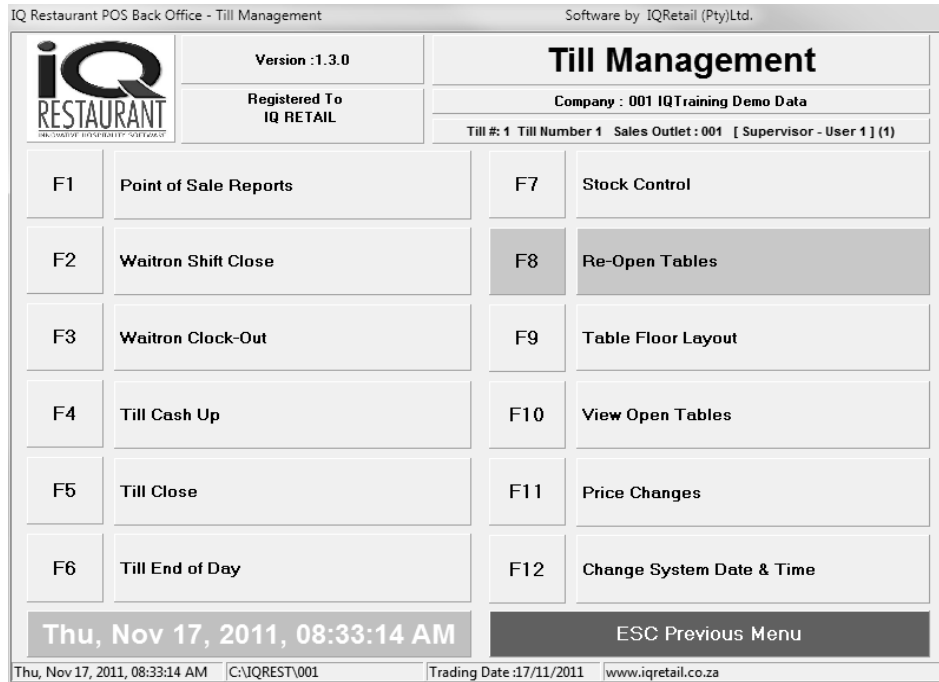 IQ Restaurant POS Back Office - Till Management
Software by IQRetail (Pty)Ltd.
iQ
RESTAURANT
INNOVATIVE HOSPITALITY SOFTWARE
Version :1.3.0
Registered To
IQ RETAIL
Till Management
Company : 001 IQTraining Demo Data
Till #: 1 Till Number 1 Sales Outlet : 001 [ Supervisor - User 1 ] (1)
F1 Point of Sale Reports
F2 Waitron Shift Close
F3 Waitron Clock-Out
F4 Till Cash Up
F5 Till Close
F6 Till End of Day
F7 Stock Control
F8 Re-Open Tables
F9 Table Floor Layout
F10 View Open Tables
F11 Price Changes
F12 Change System Date & Time
Thu, Nov 17, 2011, 08:33:14 AM
ESC Previous Menu
Thu, Nov 17, 2011, 08:33:14 AM C:\IQREST\001 Trading Date :17/11/2011 www.iqretail.co.za